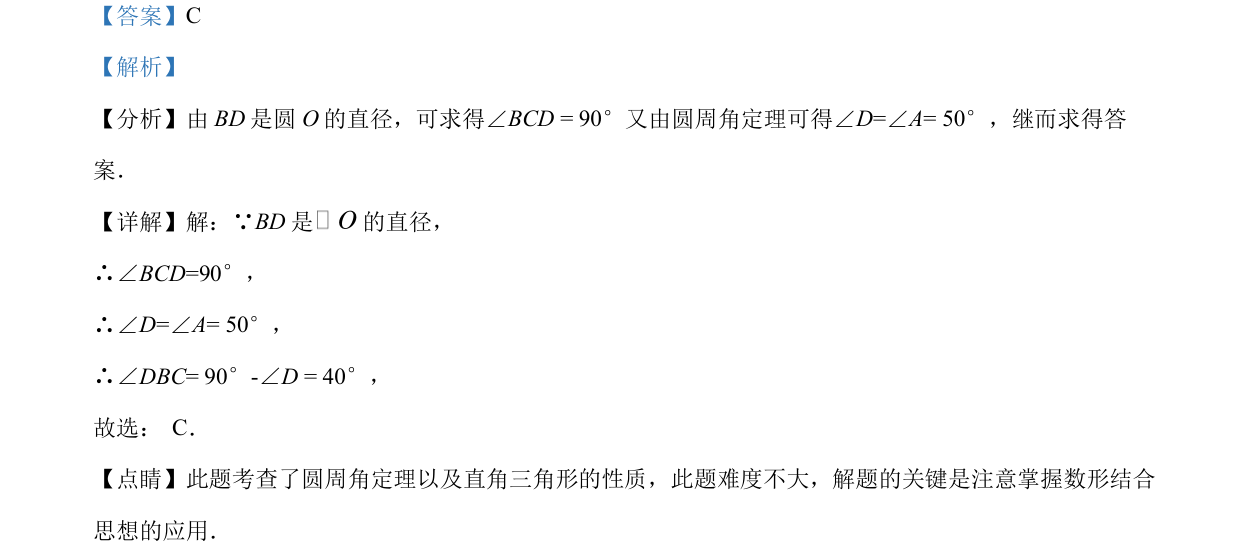 【答案】C
【解析】
【分析】由 BD 是圆 O 的直径，可求得∠BCD = 90°又由圆周角定理可得∠D=∠A= 50°，继而求得答
案．
【详解】解：∵BD 是□ O 的直径，
∴∠BCD=90°，
∴∠D=∠A= 50°，
∴∠DBC= 90°-∠D = 40°，
故选： C．
【点睛】此题考查了圆周角定理以及直角三角形的性质，此题难度不大，解题的关键是注意掌握数形结合
思想的应用．